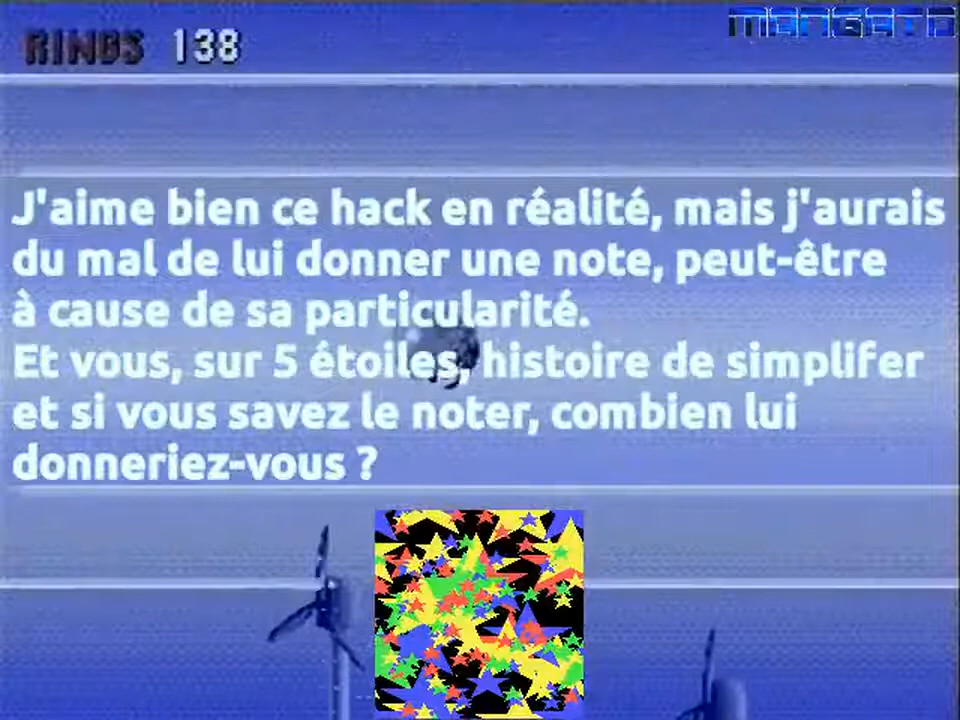 RINGS 138
MANGATD
J'aime bien ce hack en réalité, mais j'aurais
du mal de lui donner une note, peut-être
à cause de sa particularité.
Et vous, sur 5 étoiles, histoire de simplifer
et si vous savez le noter, combien lui
donneriez-vous ?